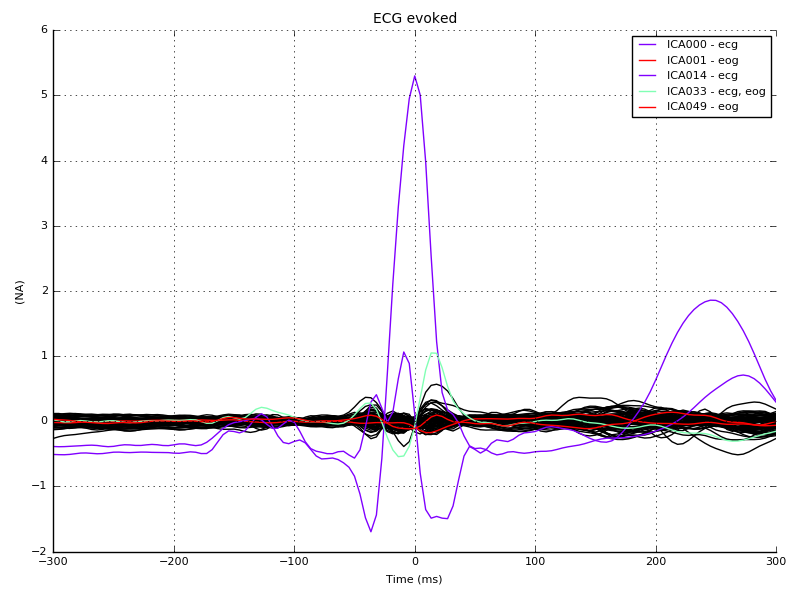 ECG evoked
ICA000 - ecg
ICA001 - eog
ICA014 - ecg
ICA033 - ecg, eog
ICA049 - eog
6
5
4
3
2
1
0
−1
−2
(NA)
−300 −200 −100 0 100 200 300
Time (ms)